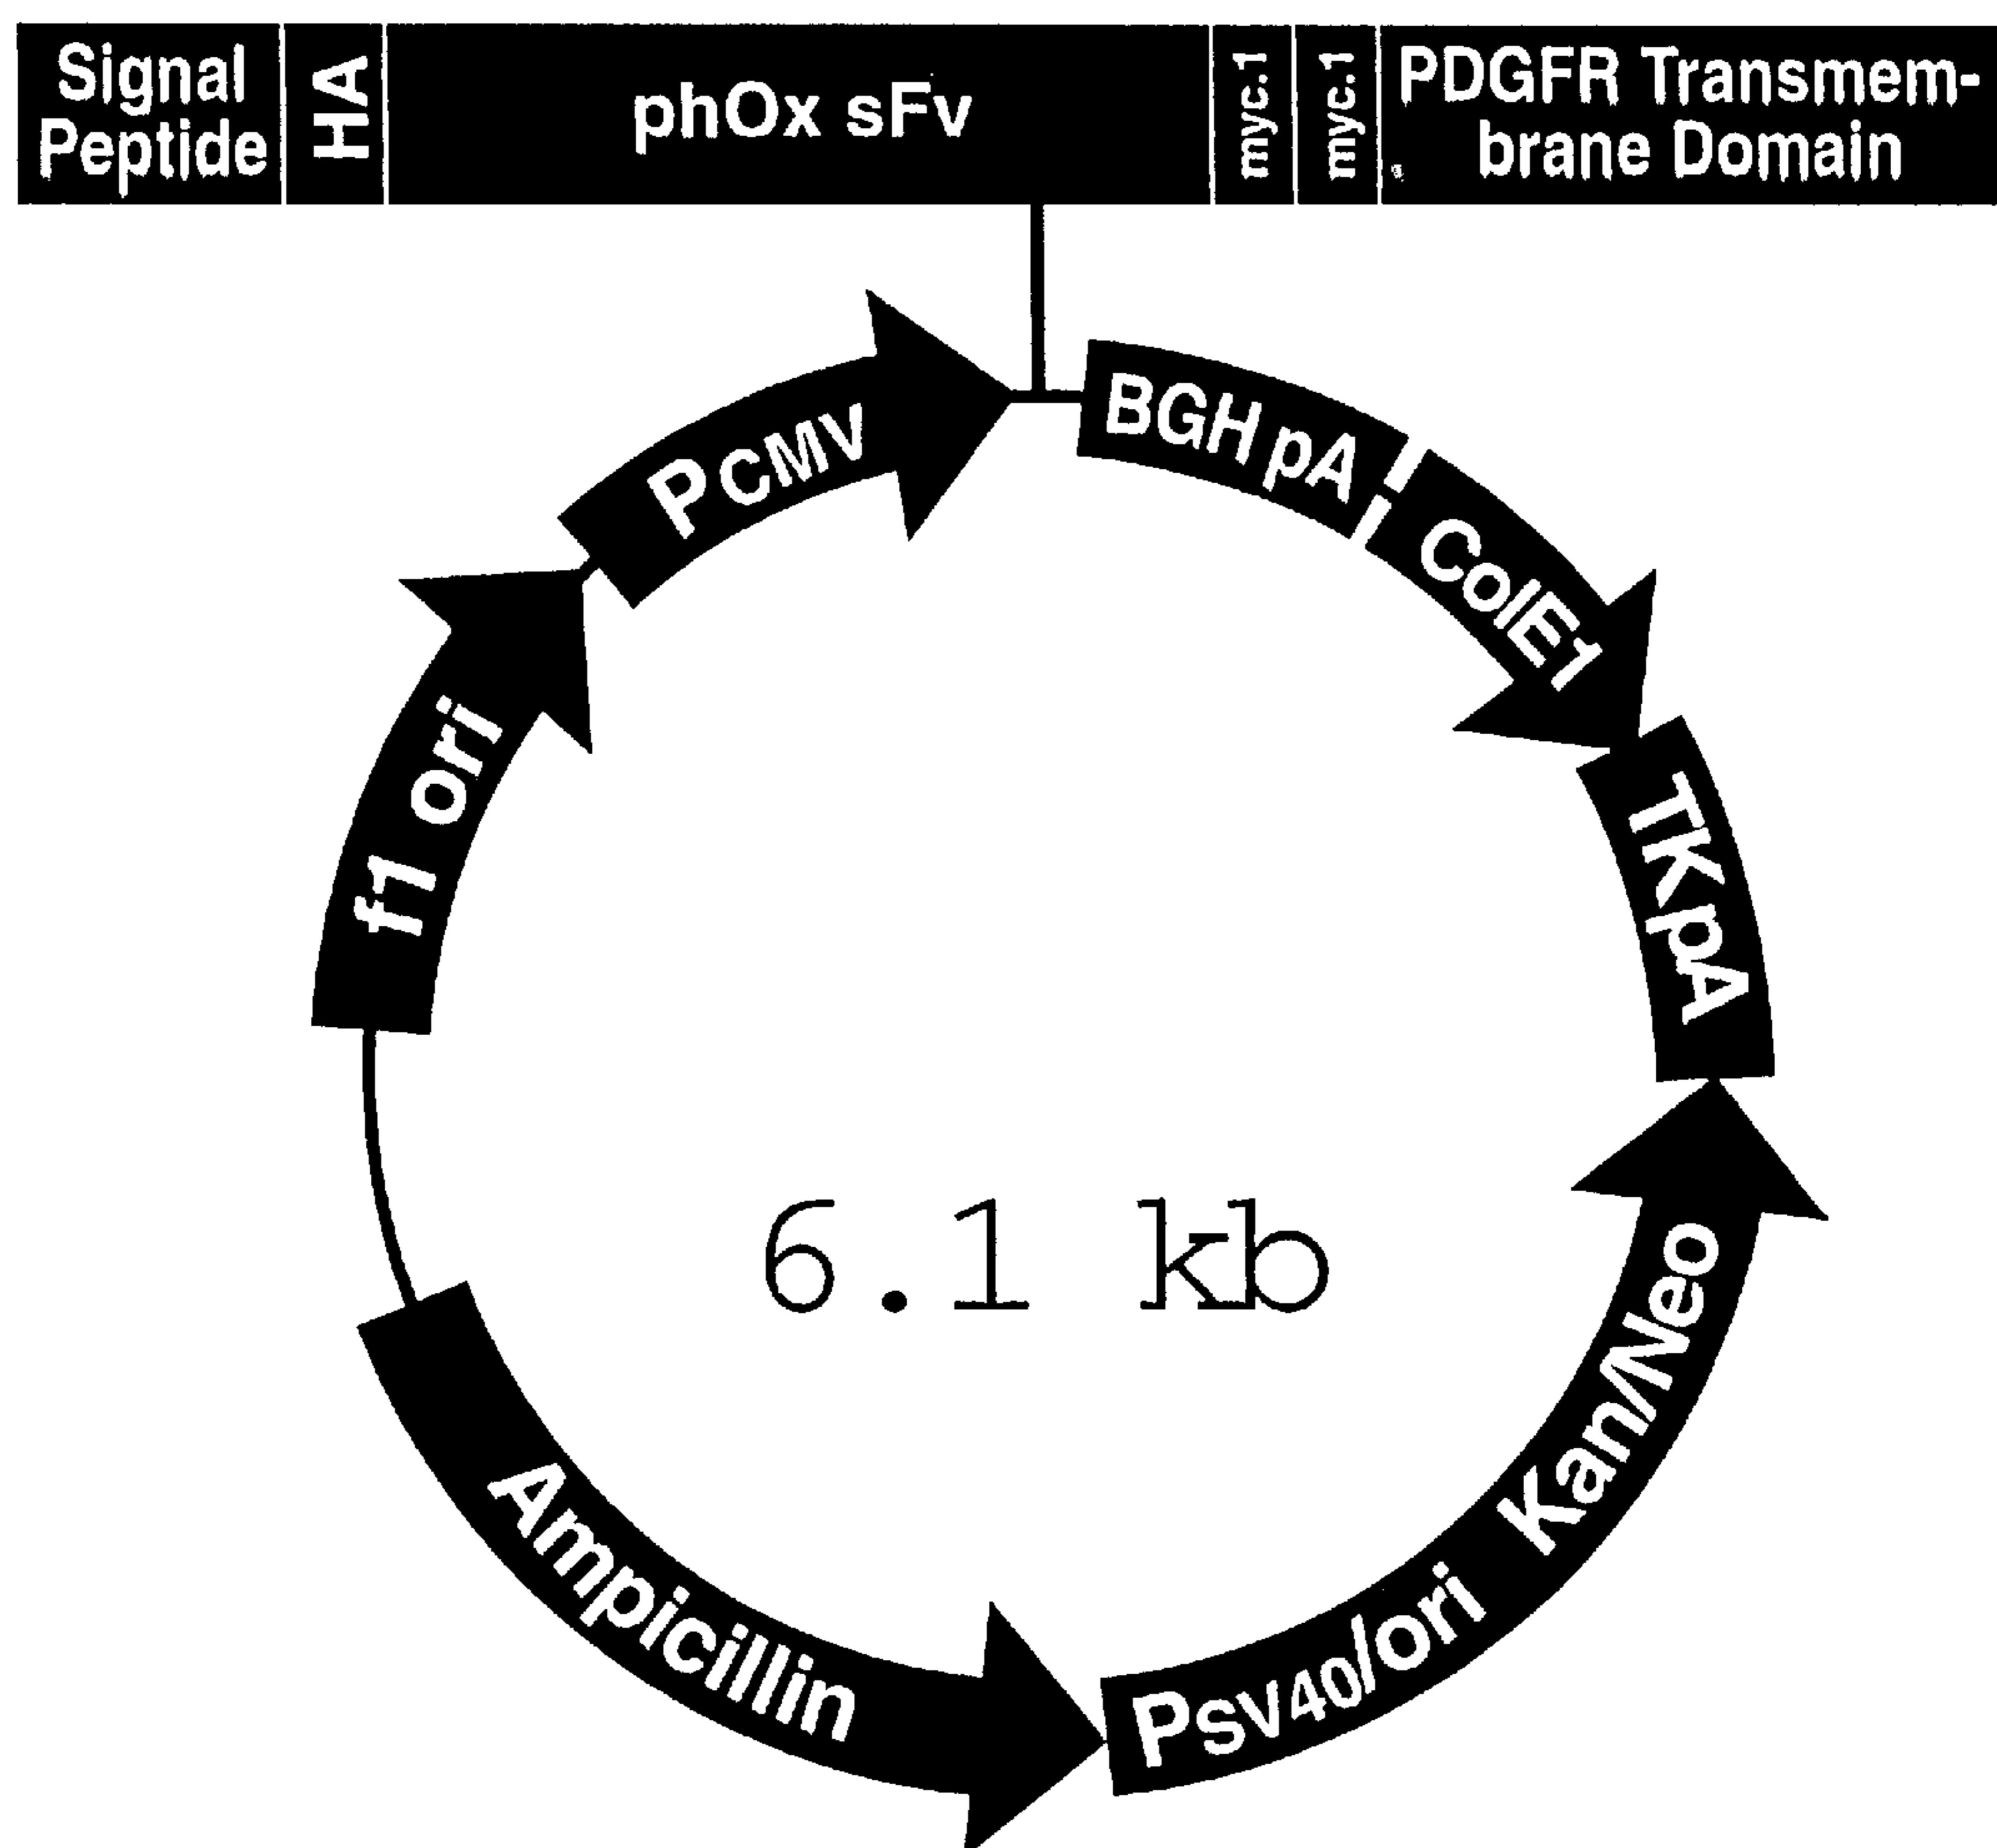 Signal
Peptide
HA
phOx sFv
myc.1
myc.1
PDGFR Transmem-
brane Domain
PCMV
BGH pA
ColE1
TKpA
Kan/Neo
PSV40/ori
Ampicillin
f1 ori
6.1 kb